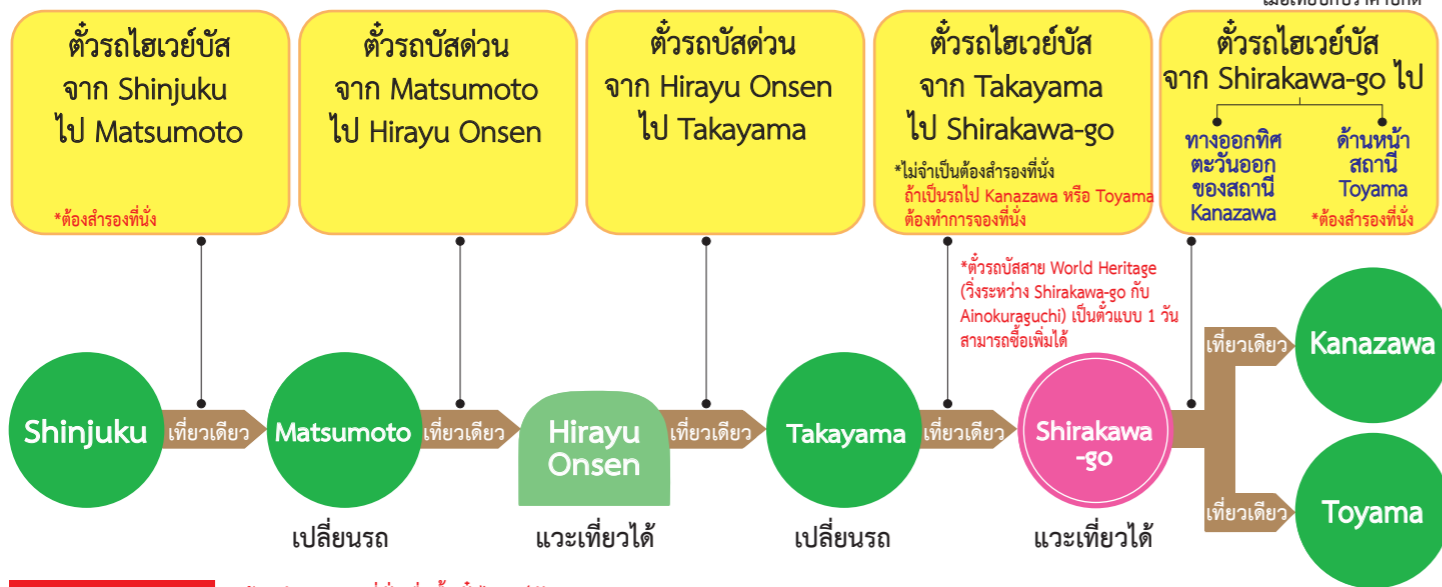 ตั๋วรถไฮเวย์บัส
จาก Shinjuku
ไป Matsumoto
*ต้องสำรองที่นั่ง
ตั๋วรถบัสด่วน
จาก Matsumoto
ไป Hirayu Onsen
ตั๋วรถบัสด่วน
จาก Hirayu Onsen
ไป Takayama
ตั๋วรถไฮเวย์บัส
จาก Takayama
ไป Shirakawa-go
*ไม่จำเป็นต้องสำรองที่นั่ง
ถ้าเป็นรถไป Kanazawa หรือ Toyama
ต้องทำการจองที่นั่ง
ตั๋วรถไฮเวย์บัส
จาก Shirakawa-go ไป
ทางออกทิศ
ตะวันออก
ของสถานี
Kanazawa
ด้านหน้า
สถานี
Toyama
*ต้องสำรองที่นั่ง
*ตั๋วรถบัสสาย World Heritage
(วิ่งระหว่าง Shirakawa-go กับ
Ainokuraguchi) เป็นตั๋วแบบ 1 วัน
สามารถซื้อเพิ่มได้
Shinjuku
เที่ยวเดียว
Matsumoto
เที่ยวเดียว
Hirayu
Onsen
เที่ยวเดียว
Takayama
เที่ยวเดียว
Shirakawa
-go
เที่ยวเดียว
Kanazawa
เที่ยวเดียว
Toyama
เปลี่ยนรถ
แวะเที่ยวได้
เปลี่ยนรถ
แวะเที่ยวได้